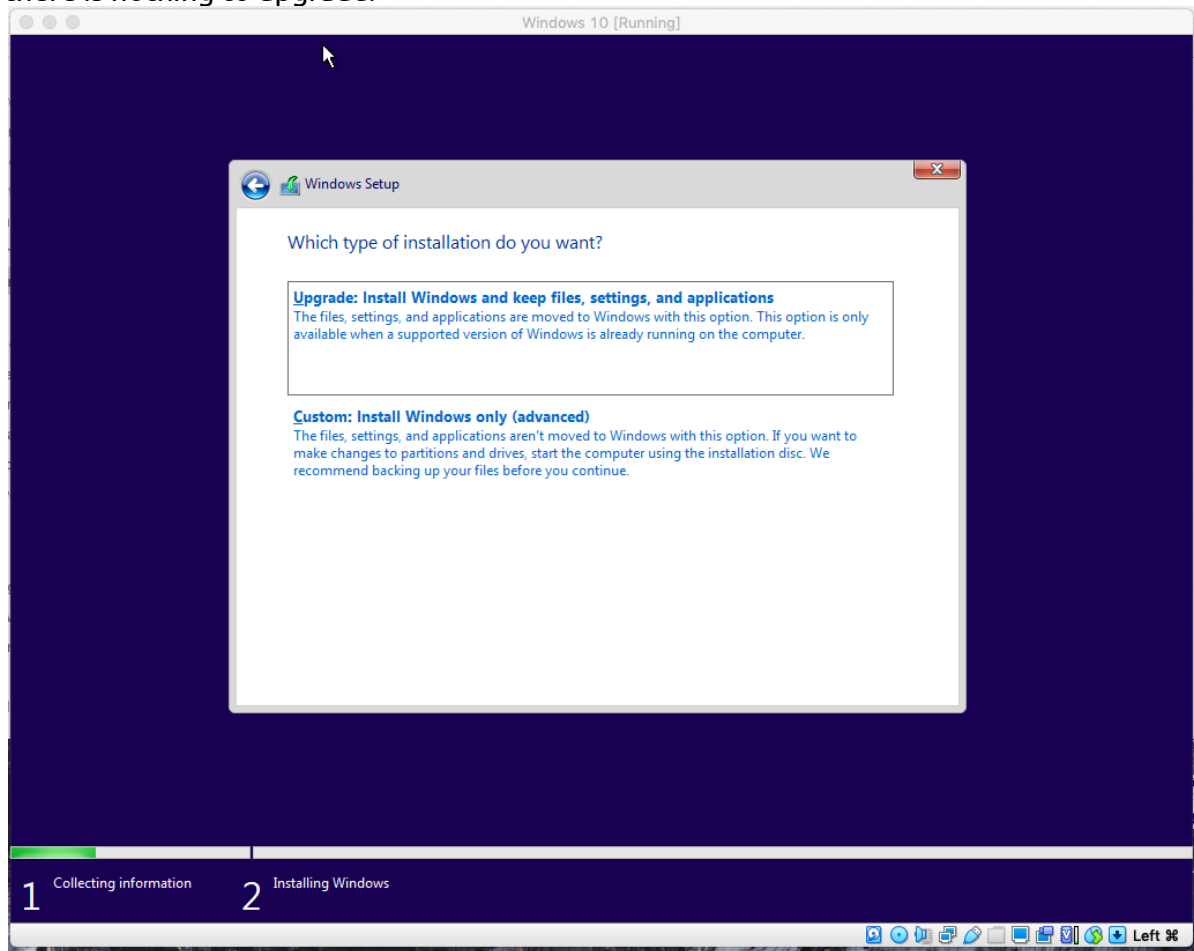 there is nothing to upgrade.
Windows 10 [Running]
Windows Setup
Which type of installation do you want?
Upgrade: Install Windows and keep files, settings, and applications
The files, settings, and applications are moved to Windows with this option. This option is only
available when a supported version of Windows is already running on the computer.
Custom: Install Windows only (advanced)
The files, settings, and applications aren't moved to Windows with this option. If you want to
make changes to partitions and drives, start the computer using the installation disc. We
recommend backing up your files before you continue.
1 Collecting information 2 Installing Windows
Left ⌘